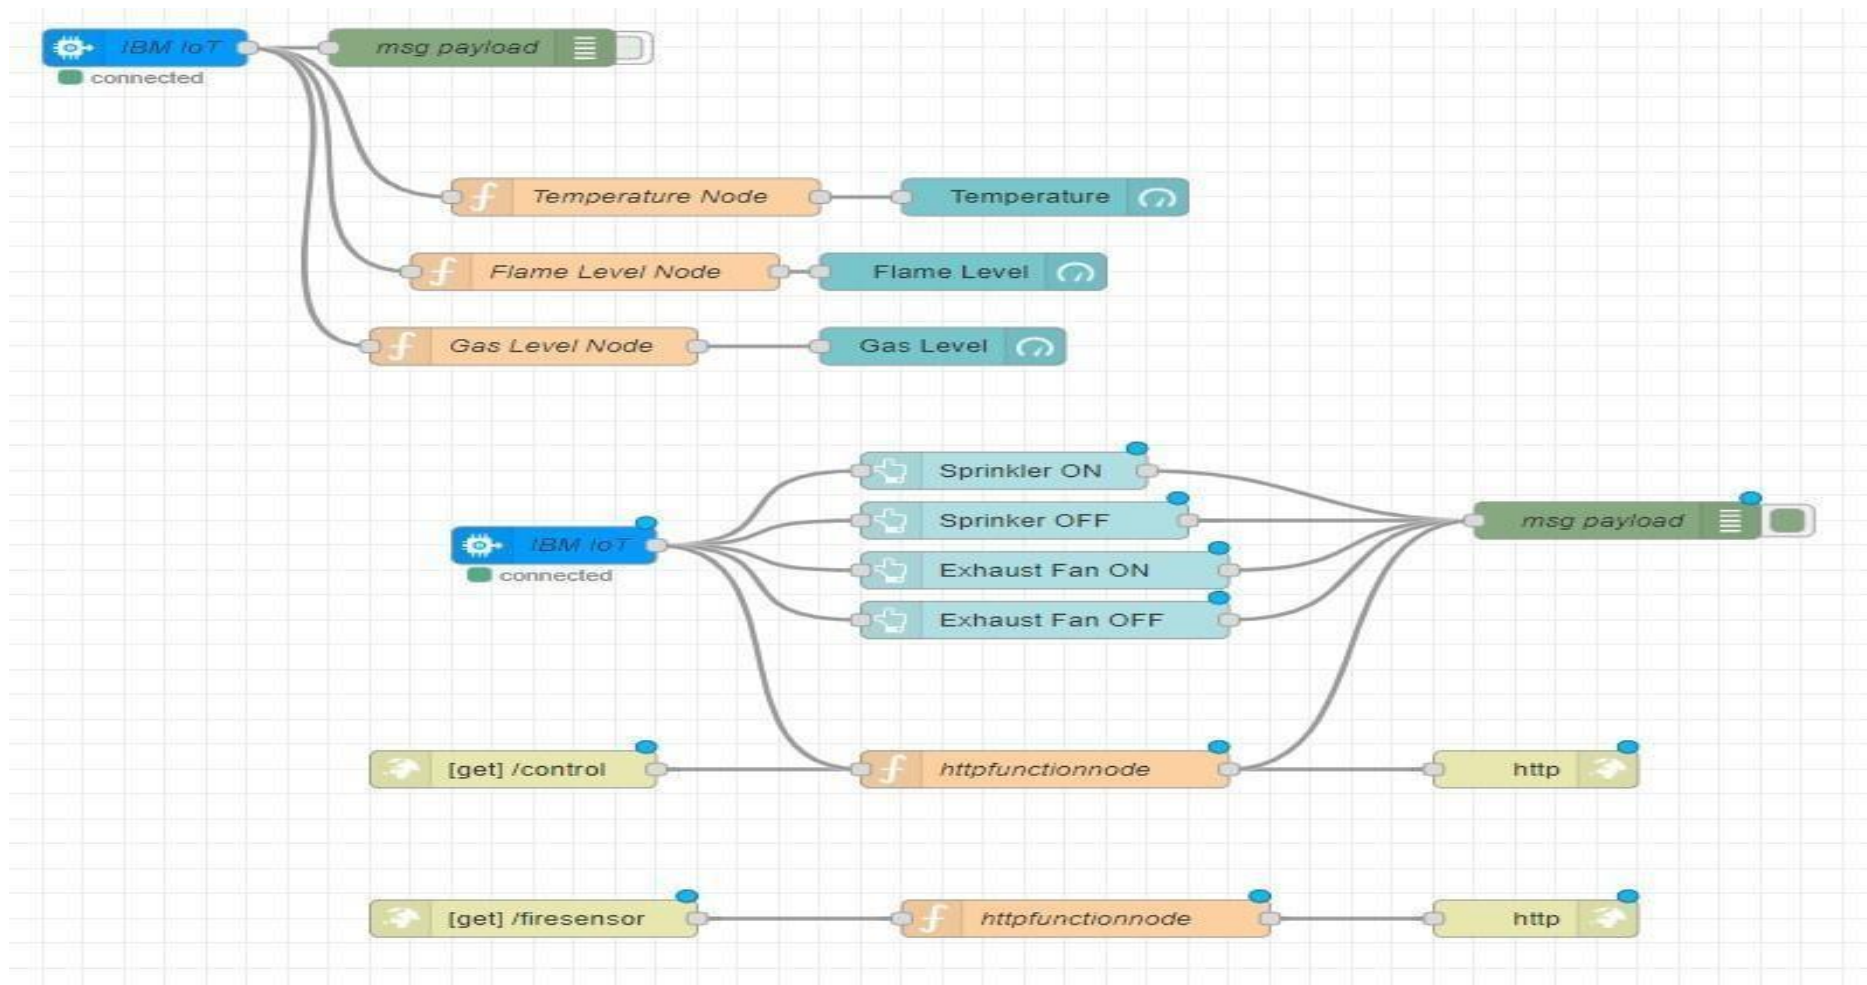 IBM IoT
msg payload
connected
Temperature Node
Temperature
Flame Level Node
Flame Level
Gas Level Node
Gas Level
Sprinkler ON
Sprinker OFF
msg payload
IBM IoT
connected
Exhaust Fan ON
Exhaust Fan OFF
[get] /control
httpfunctionnode
http
[get] /firesensor
httpfunctionnode
http